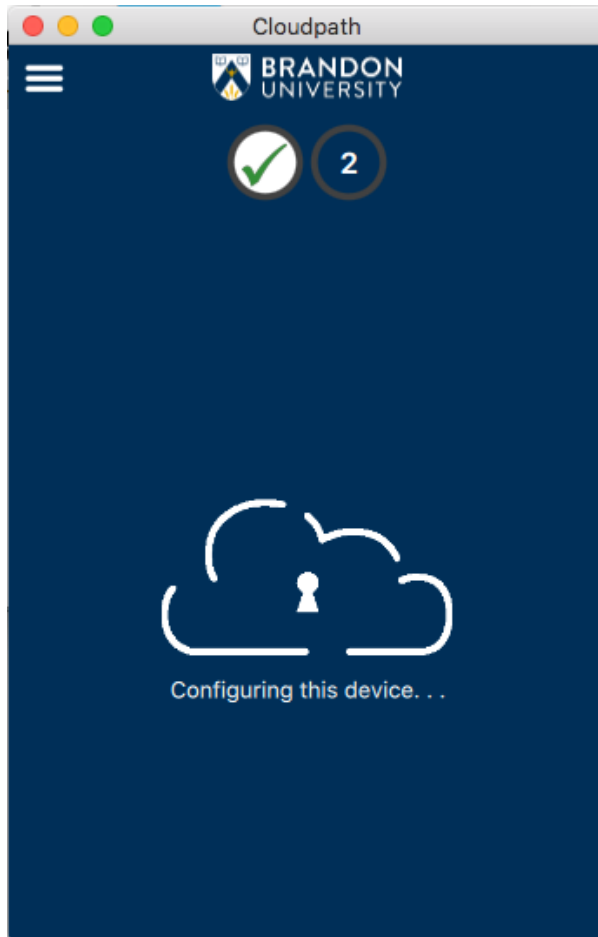 Cloudpath
BRANDON
UNIVERSITY
2
Configuring this device. . .